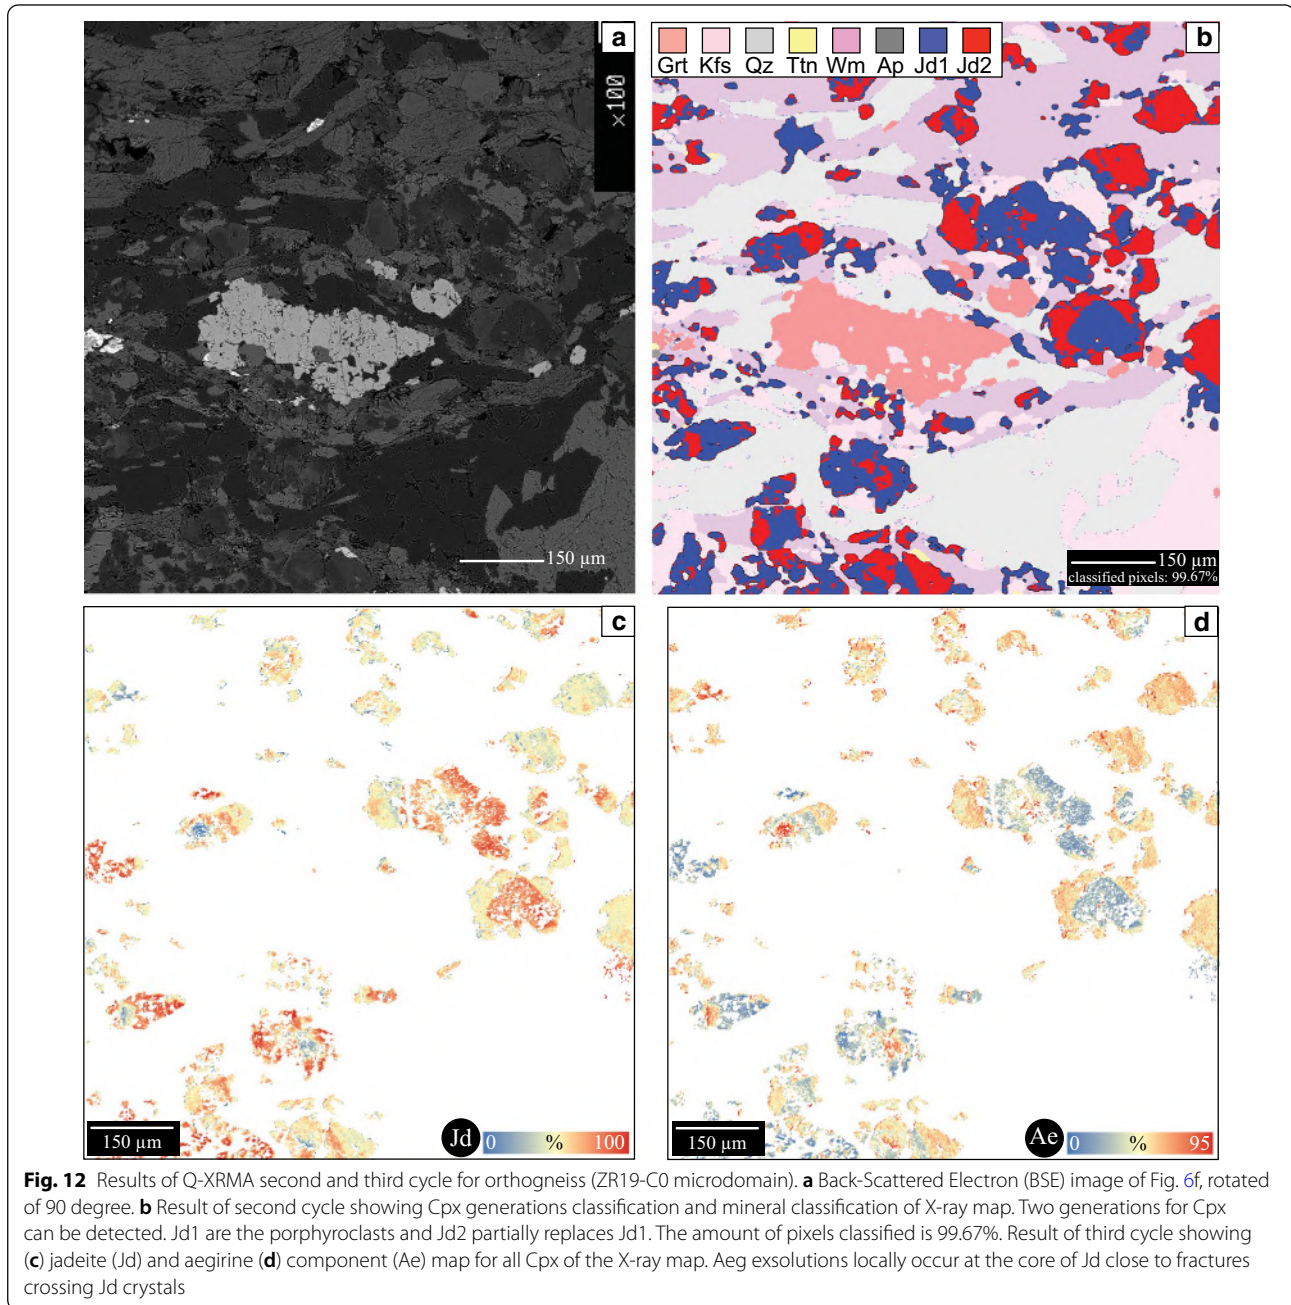 a
×100
150 µm
b
Grt Kfs Qz Ttn Wm Ap Jd1 Jd2
150 µm
classified pixels: 99.67%
c
150 µm
Jd
0 % 100
d
150 µm
Ae
0 % 95
Fig. 12 Results of Q-XRMA second and third cycle for orthogneiss (ZR19-C0 microdomain). a Back-Scattered Electron (BSE) image of Fig. 6f, rotated
of 90 degree. b Result of second cycle showing Cpx generations classification and mineral classification of X-ray map. Two generations for Cpx
can be detected. Jd1 are the porphyroclasts and Jd2 partially replaces Jd1. The amount of pixels classified is 99.67%. Result of third cycle showing
(c) jadeite (Jd) and aegirine (d) component (Ae) map for all Cpx of the X-ray map. Aeg exsolutions locally occur at the core of Jd close to fractures
crossing Jd crystals